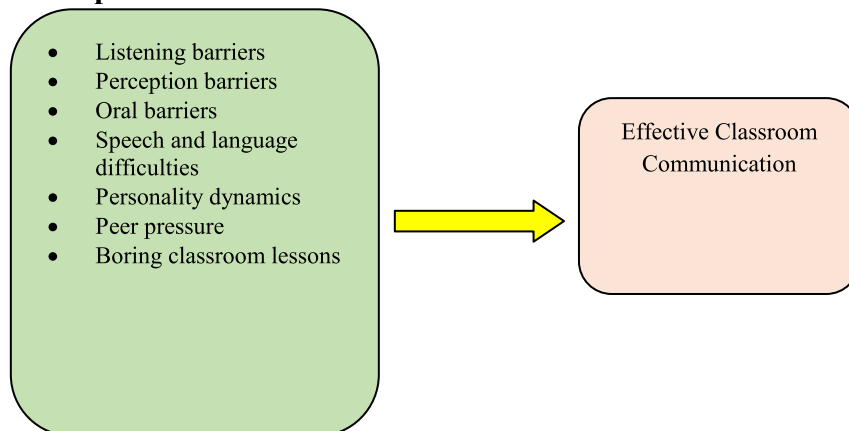 • Listening barriers
• Perception barriers
• Oral barriers
• Speech and language
difficulties
• Personality dynamics
• Peer pressure
• Boring classroom lessons
Effective Classroom
Communication